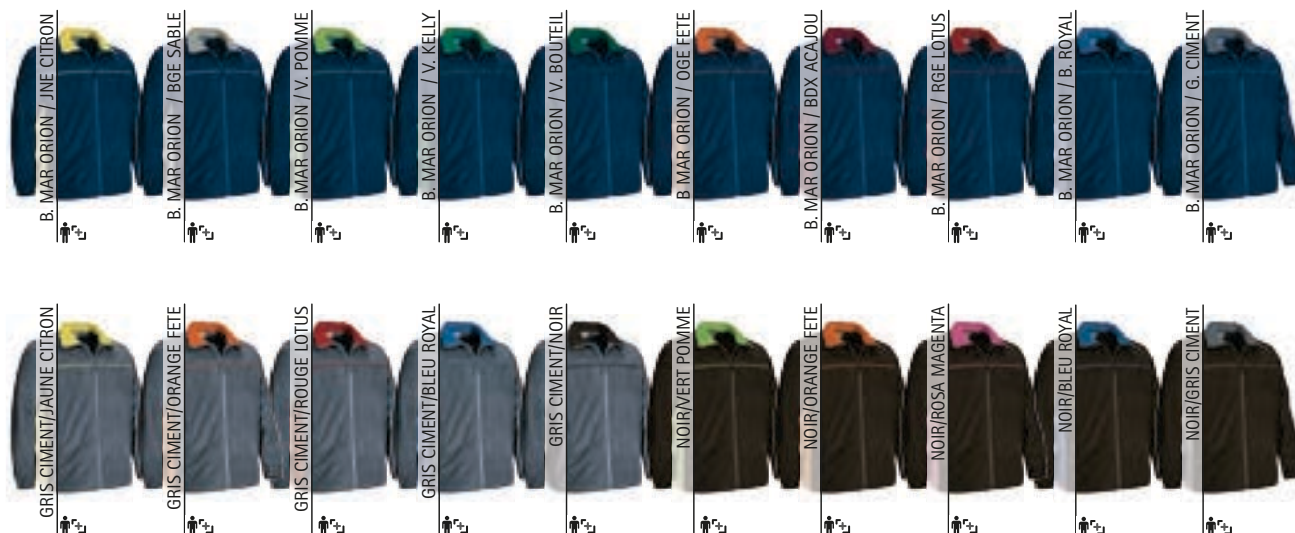 B. MAR ORION / JNE CITRON
B. MAR ORION / BGE SABLE
B. MAR ORION / V. POMME
B. MAR ORION / V. KELLY
B. MAR ORION / V. BOUTEIL
B MAR ORION / OGE FETE
B. MAR ORION / BDX ACAJOU
B. MAR ORION / RGE LOTUS
B. MAR ORION / B. ROYAL
B. MAR ORION / G. CIMENT
GRIS CIMENT/JAUNE CITRON
GRIS CIMENT/ORANGE FETE
GRIS CIMENT/ROUGE LOTUS
GRIS CIMENT/BLEU ROYAL
GRIS CIMENT/NOIR
NOIR/VERT POMME
NOIR/ORANGE FETE
NOIR/ROSA MAGENTA
NOIR/BLEU ROYAL
NOIR/GRIS CIMENT